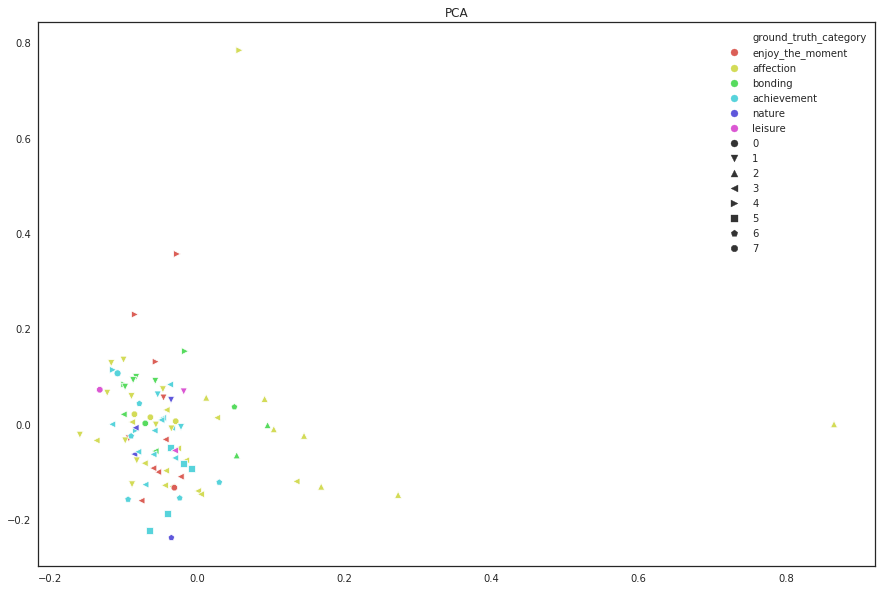 PCA
0.8
0.6
0.4
0.2
0.0
−0.2
−0.2
0.0
0.2
0.4
0.6
0.8
ground_truth_category
enjoy_the_moment
affection
bonding
achievement
nature
leisure
0
1
2
3
4
5
6
7